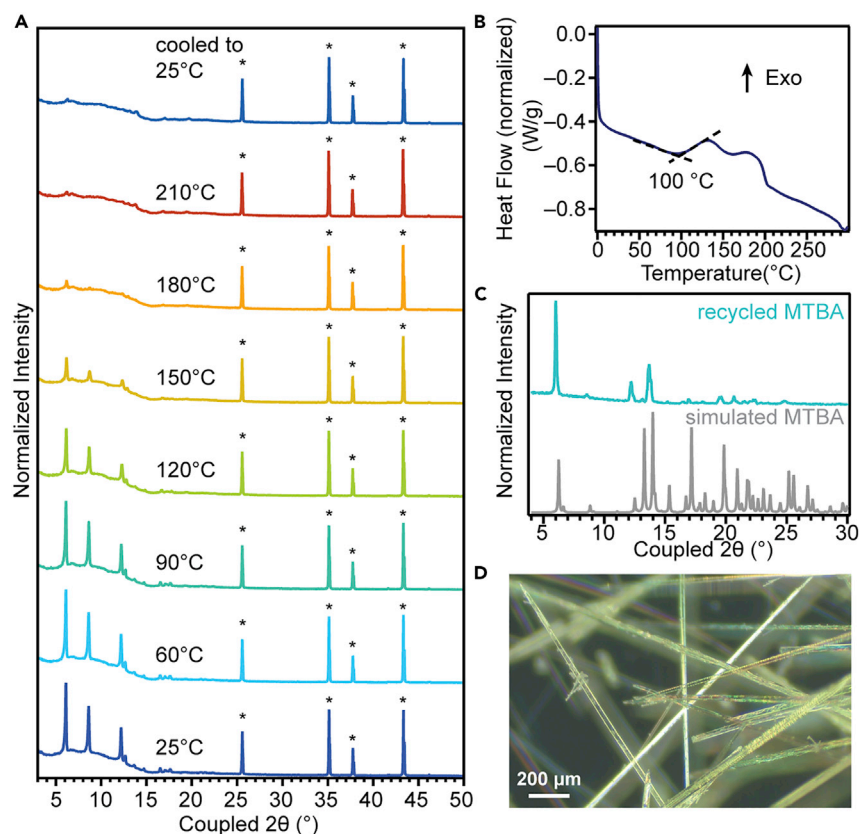 A
Normalized Intensity
cooled to
25°C
*
*
*
*
210°C
*
*
*
*
180°C
*
*
*
*
150°C
*
*
*
*
120°C
*
*
*
*
90°C
*
*
*
*
60°C
*
*
*
*
25°C
*
*
*
*
5 10 15 20 25 30 35 40 45 50
Coupled 2θ (°)
B
Heat Flow (normalized)
(W/g)
−0.2
−0.4
−0.6
−0.8
Exo
100 °C
0 50 100 150 200 250
Temperature(°C)
C
Normalized Intensity
recycled MTBA
simulated MTBA
5 10 15 20 25 30
Coupled 2θ (°)
D
200 µm